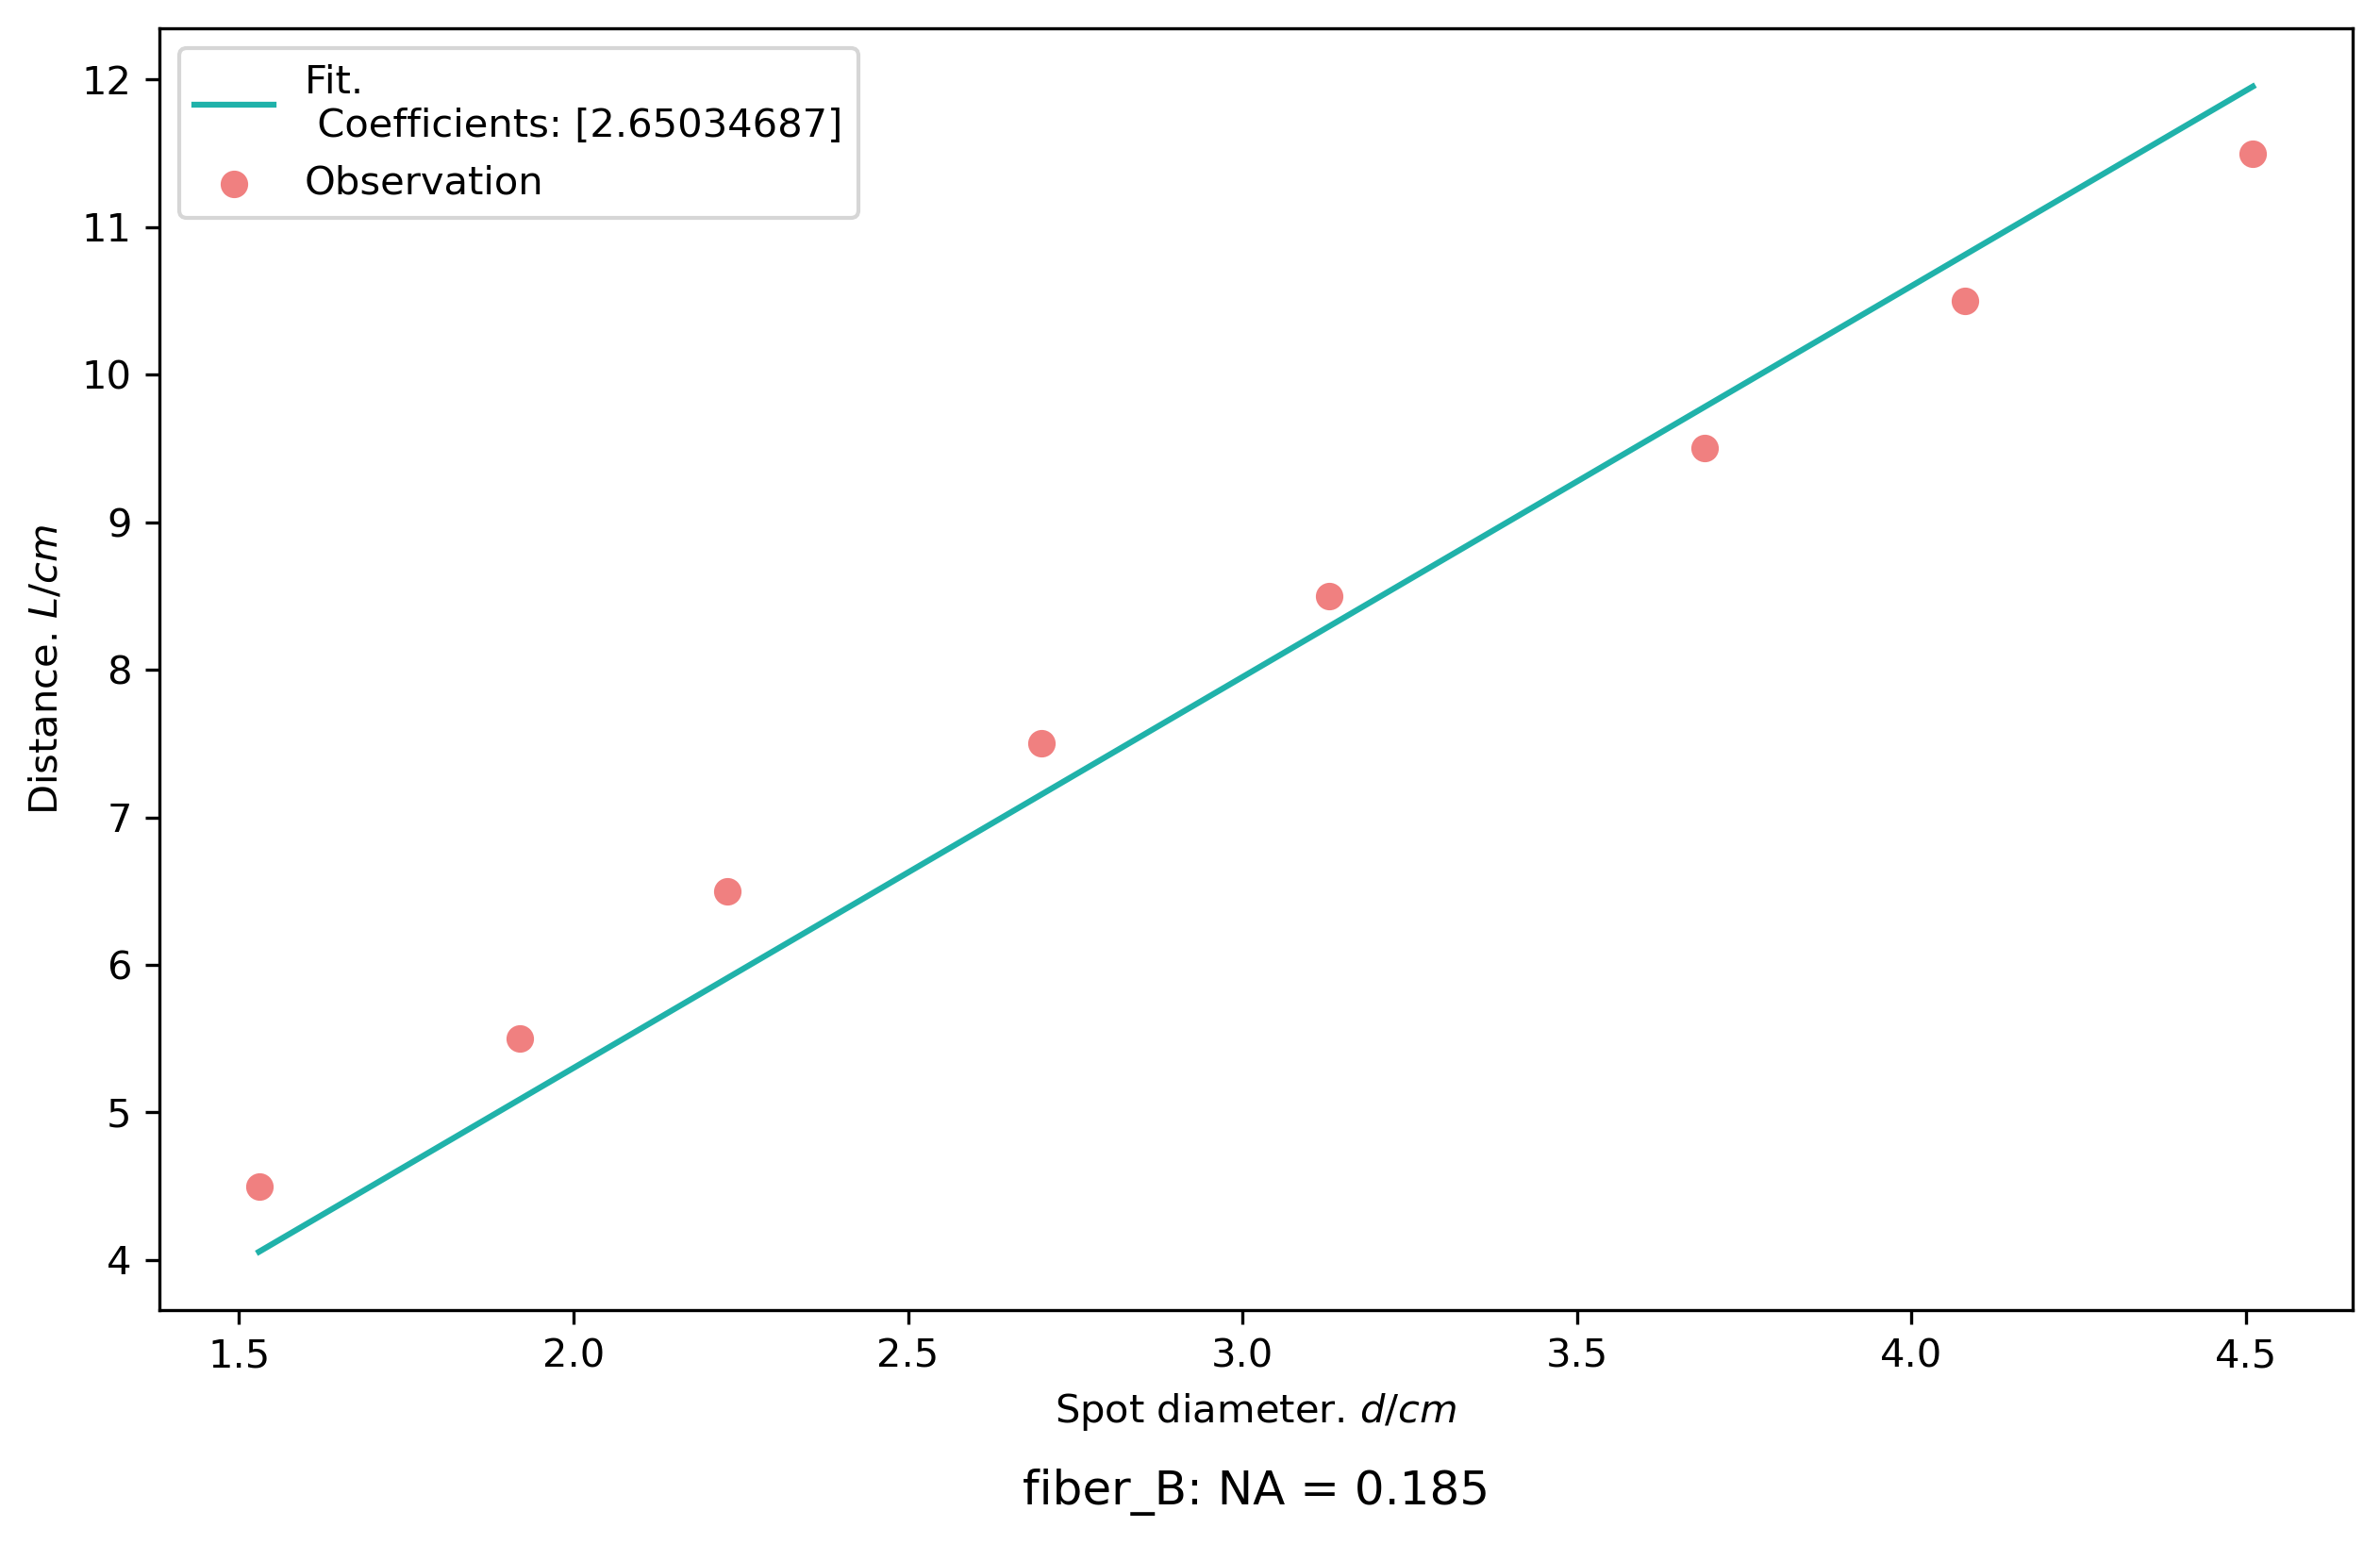 Fit.
Coefficients: [2.65034687]
Observation
12
11
10
9
8
7
6
5
4
Distance. L/cm
1.5 2.0 2.5 3.0 3.5 4.0 4.5
Spot diameter. d/cm
fiber_B: NA = 0.185